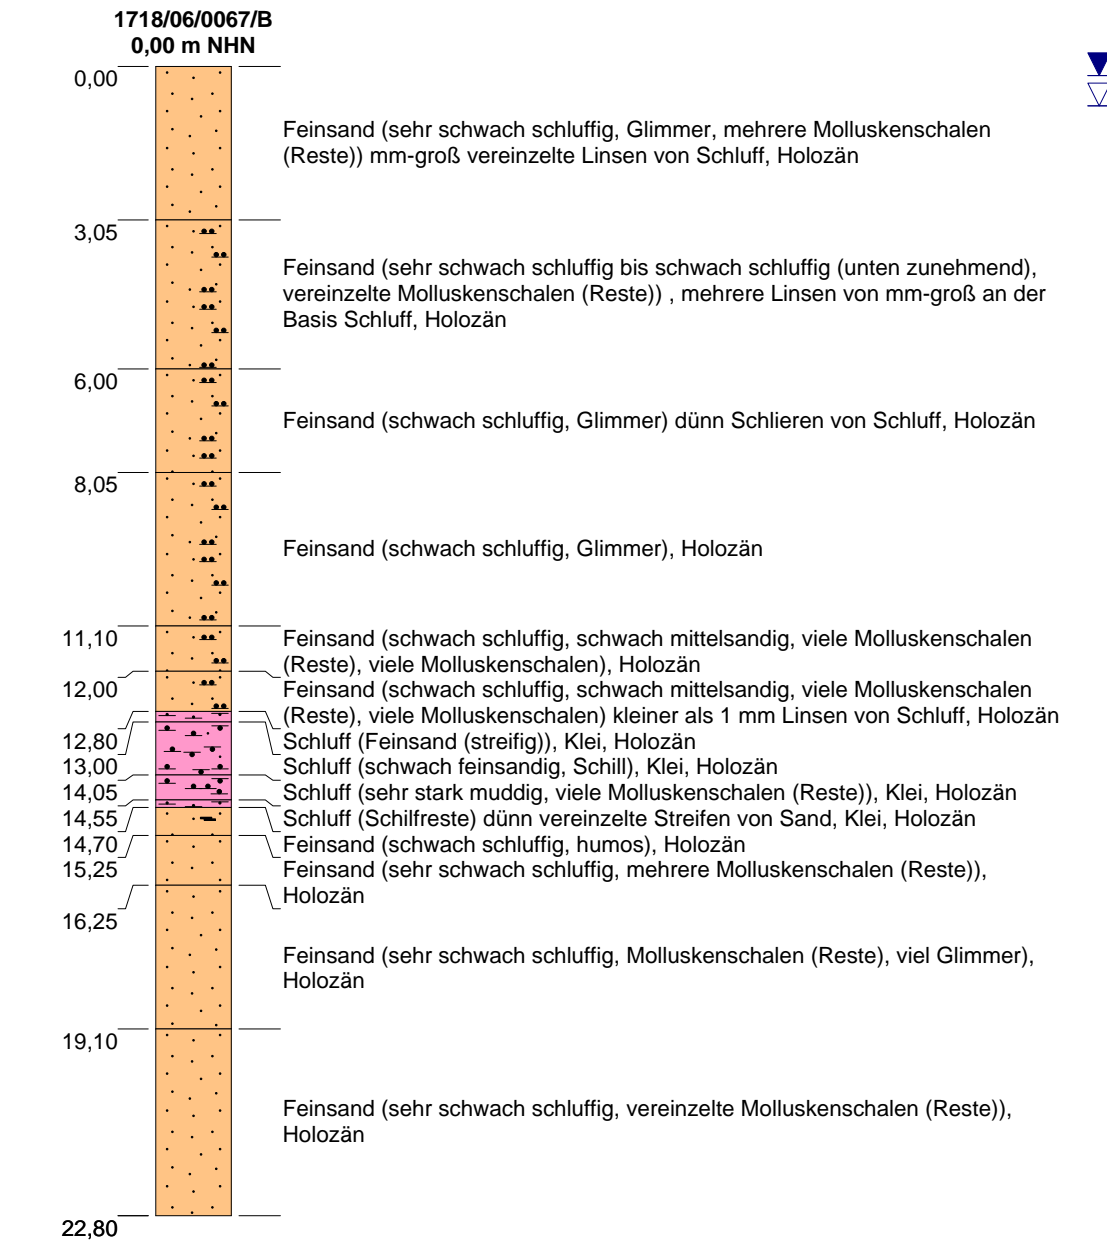 1718/06/0067/B
0,00 m NHN
0,00
Feinsand (sehr schwach schluffig, Glimmer, mehrere Molluskenschalen
(Reste)) mm-groß vereinzelte Linsen von Schluff, Holozän
3,05
Feinsand (sehr schwach schluffig bis schwach schluffig (unten zunehmend),
vereinzelte Molluskenschalen (Reste)) , mehrere Linsen von mm-groß an der
Basis Schluff, Holozän
6,00
Feinsand (schwach schluffig, Glimmer) dünn Schlieren von Schluff, Holozän
8,05
Feinsand (schwach schluffig, Glimmer), Holozän
11,10
Feinsand (schwach schluffig, schwach mittelsandig, viele Molluskenschalen
(Reste), viele Molluskenschalen), Holozän
12,00
Feinsand (schwach schluffig, schwach mittelsandig, viele Molluskenschalen
(Reste), viele Molluskenschalen) kleiner als 1 mm Linsen von Schluff, Holozän
12,80
Schluff (Feinsand (streifig)), Klei, Holozän
13,00
Schluff (schwach feinsandig, Schill), Klei, Holozän
14,05
Schluff (sehr stark muddig, viele Molluskenschalen (Reste)), Klei, Holozän
14,55
Schluff (Schilfreste) dünn vereinzelte Streifen von Sand, Klei, Holozän
14,70
Feinsand (schwach schluffig, humos), Holozän
15,25
Feinsand (sehr schwach schluffig, mehrere Molluskenschalen (Reste)),
Holozän
16,25
Feinsand (sehr schwach schluffig, Molluskenschalen (Reste), viel Glimmer),
Holozän
19,10
Feinsand (sehr schwach schluffig, vereinzelte Molluskenschalen (Reste)),
Holozän
22,80